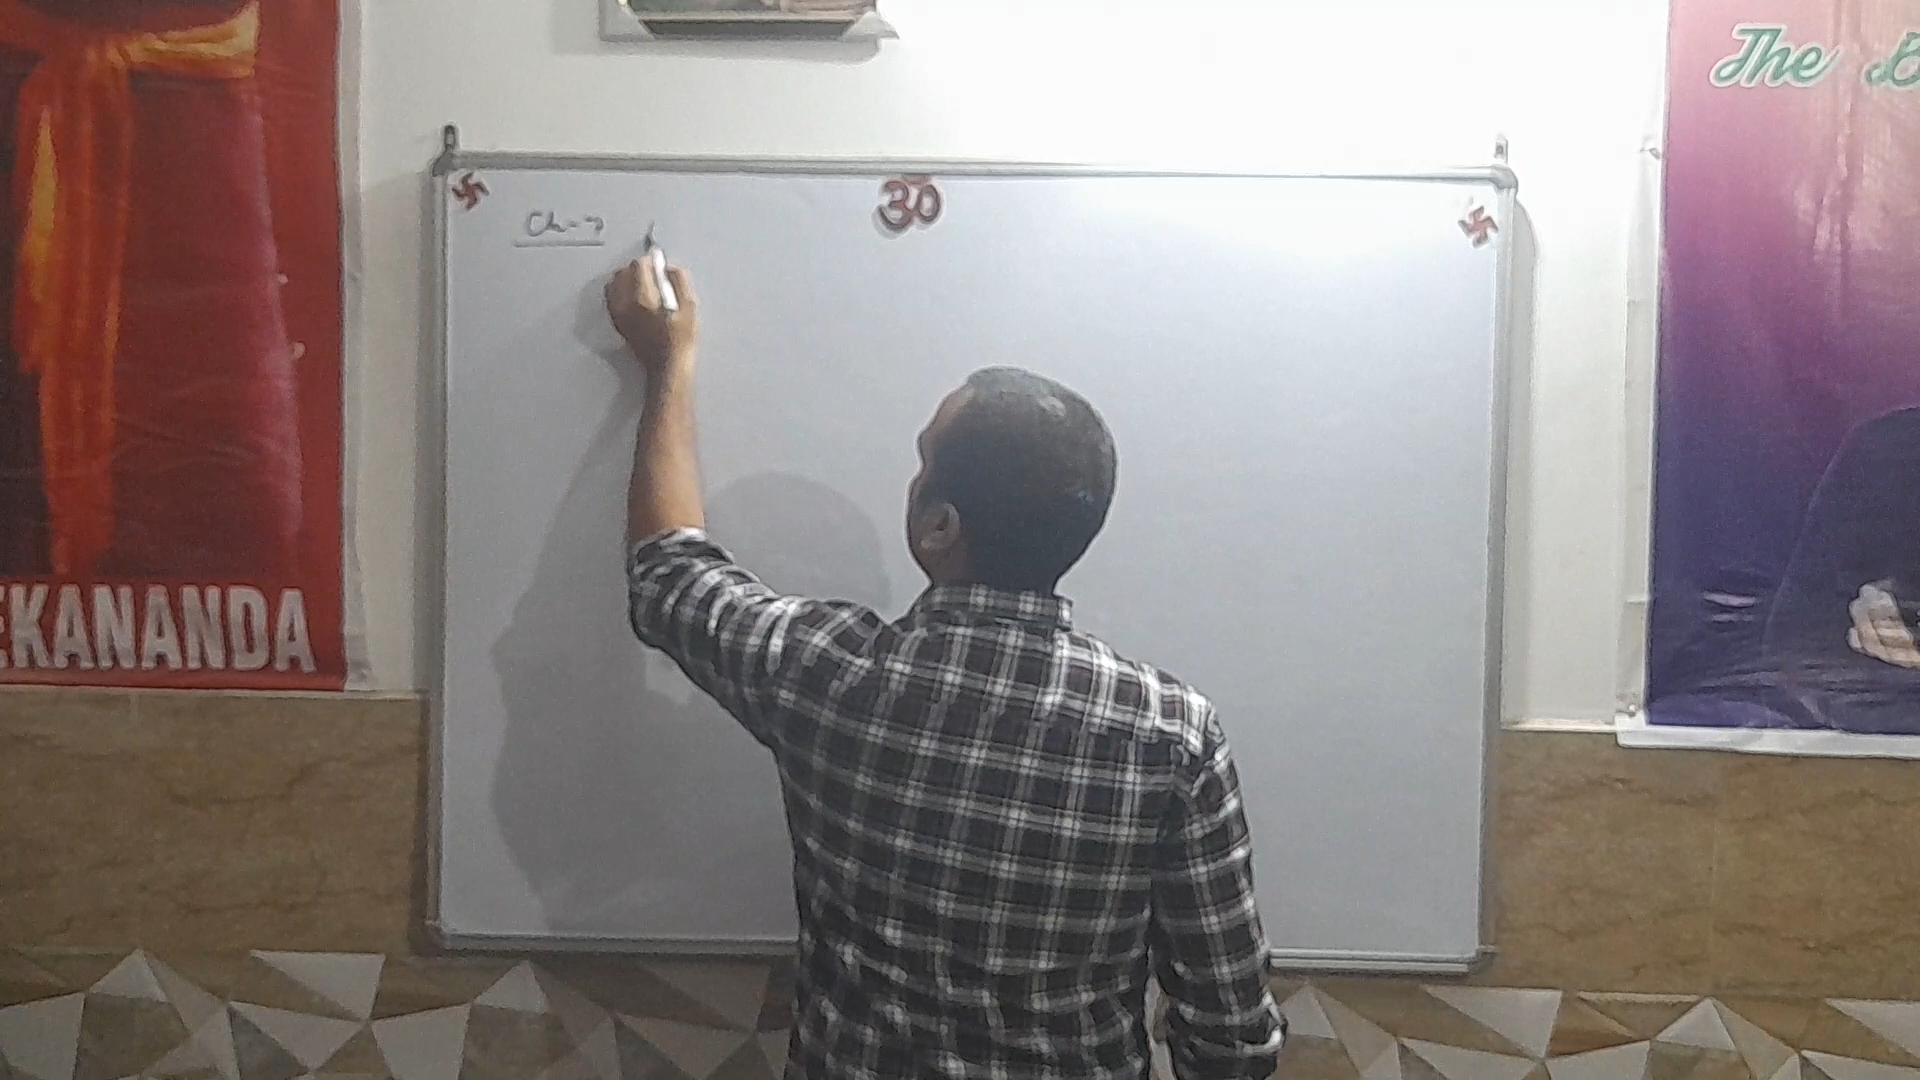 The B
ॐ
Ch-7
EKANANDA